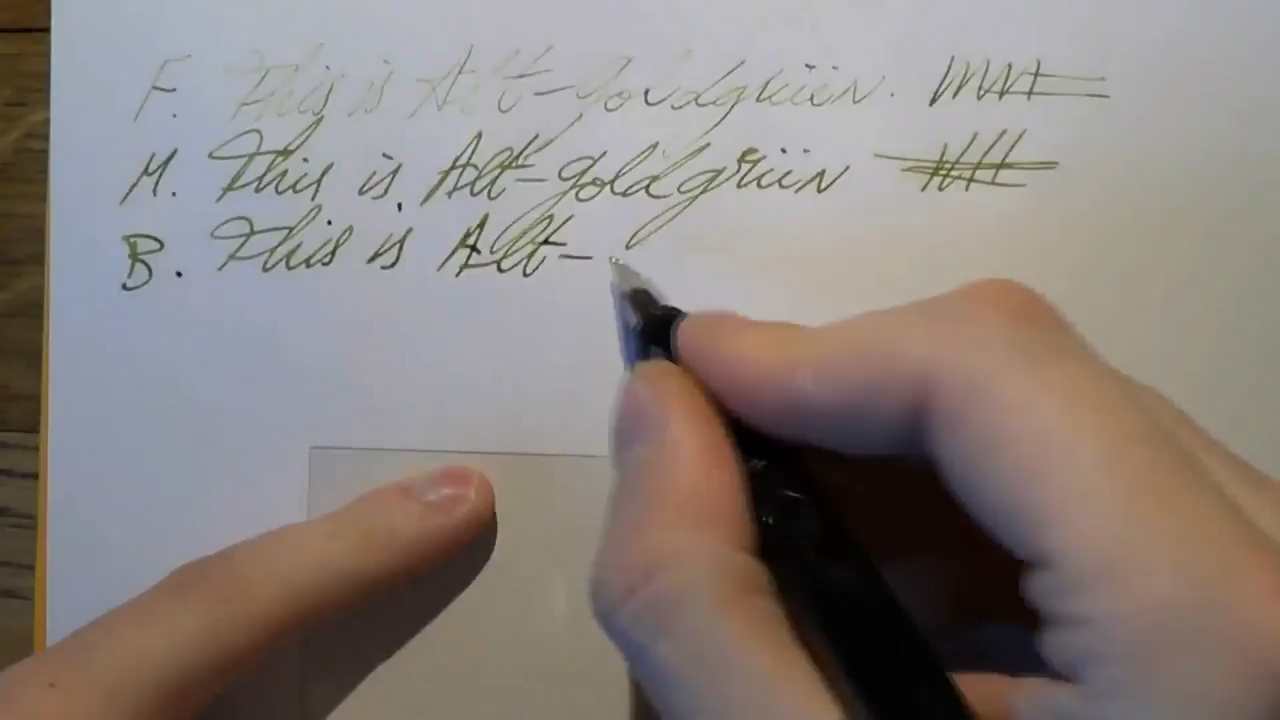 F. This is Alt-Goldgrün.
M. This is Alt-goldgrün
B. This is Alt-